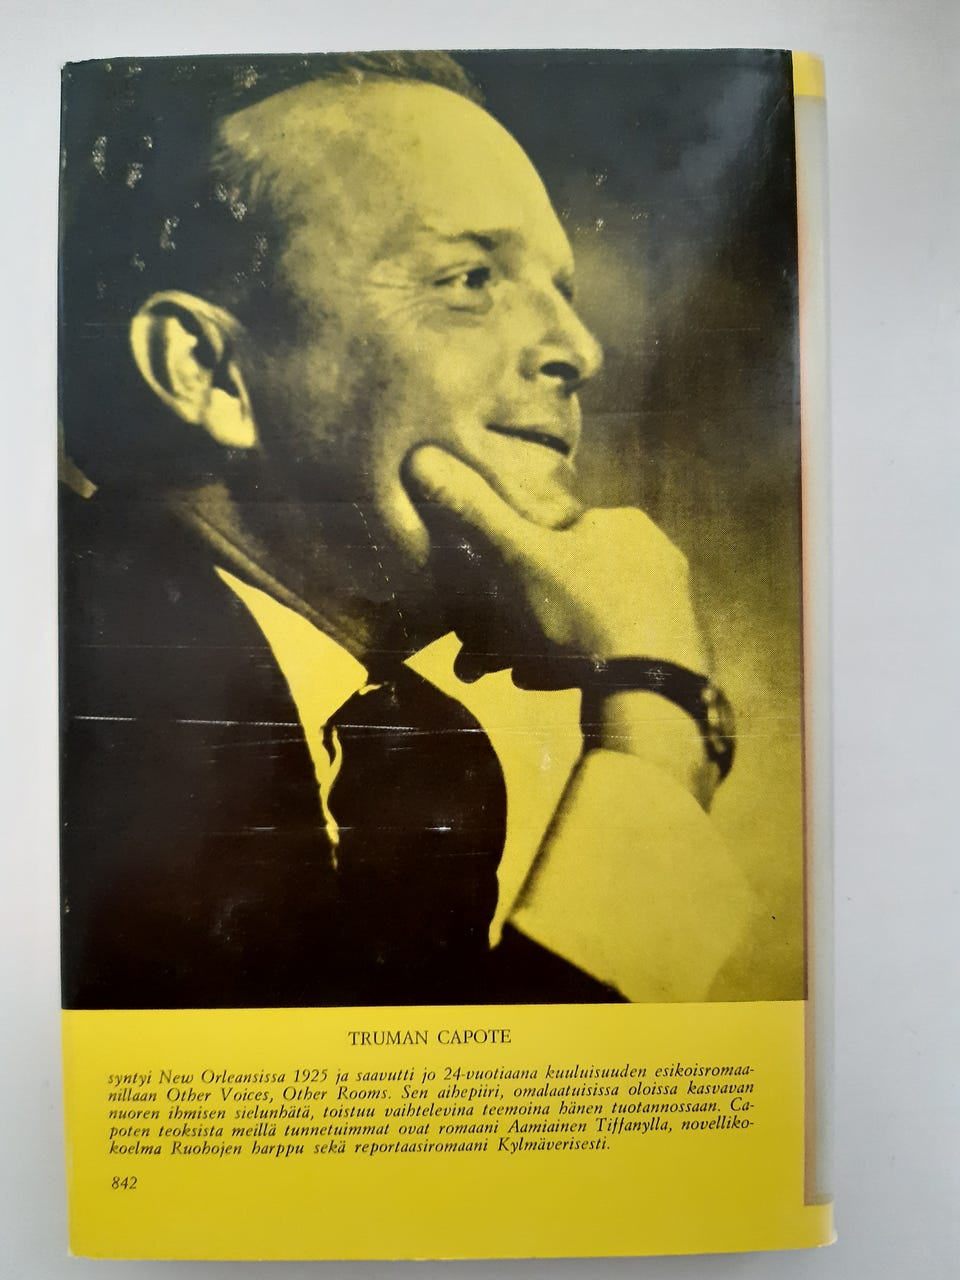 TRUMAN CAPOTE
syntyi New Orleansissa 1925 ja saavutti jo 24-vuotiaana kuuluisuuden esikoisromaa-
nillaan Other Voices, Other Rooms. Sen aihepiiri, omalaatuisissa oloissa kasvavan
nuoren ihmisen sielunhätä, toistuu vaihtelevina teemoina hänen tuotannossaan. Ca-
poten teoksista meillä tunnetuimmat ovat romaani Aamiainen Tiffanylla, novelliko-
koelma Ruohojen harppu sekä reportaasiromaani Kylmäverisesti.
842